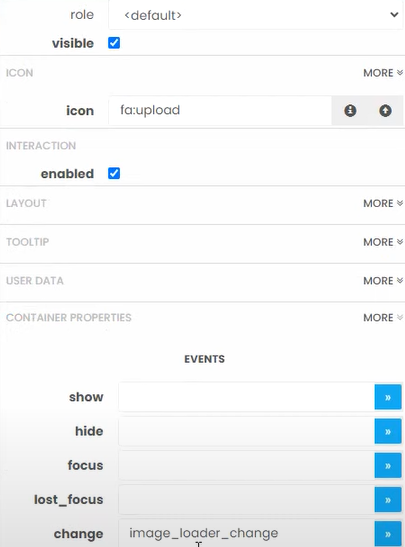 role <default>
visible
ICON MORE
icon fa:upload
INTERACTION
enabled
LAYOUT MORE
TOOLTIP MORE
USER DATA MORE
CONTAINER PROPERTIES MORE
EVENTS
show »
hide »
focus »
lost_focus »
change image_loader_change »